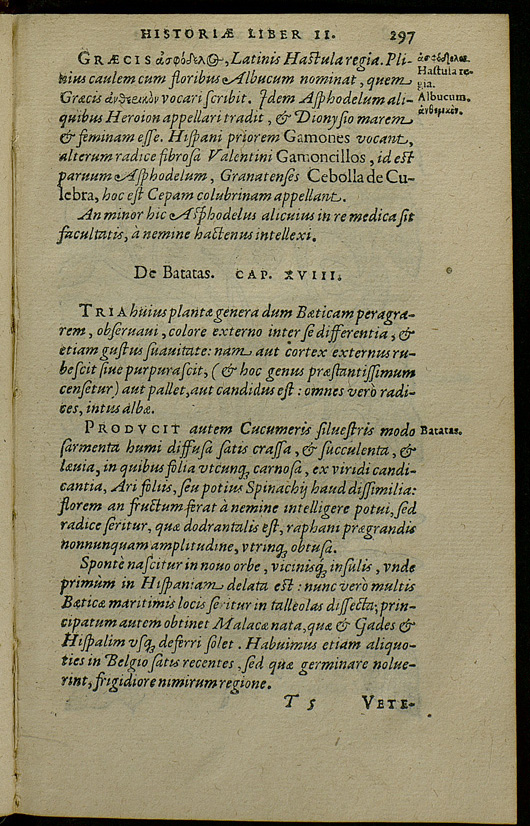 HISTORIÆ LIBER II. 297
GRÆCIS ἀσφόδελος, Latinis Hastula regia. Pli-
nius caulem cum floribus Albucum nominat, quem
Græcis ἀνθέρικον vocari scribit. Idem Asphodelum ali-
quibus Heroion appellari tradit, & Dionysio marem
& feminam esse. Hispani priorem Gamones vocant,
alterum radice fibrosa Valentini Gamoncillos, id est
paruum Asphodelum, Granatenses Cebolla de Cu-
lebra, hoc est Cepam colubrinam appellant.
An minor hic Asphodelus alicuius in re medica sit
facultatis, à nemine hactenus intellexi.
ἀσφόδελος.
Hastula re-
gia.
Albucum.
ἀνθέρικον.
De Batatas. CAP. XVIII.
TRIA huius plantæ genera dum Bæticam peragra-
rem, obseruaui, colore externo inter se differentia, &
etiam gustus suauitate: nam aut cortex externus ru-
bescit siue purpurascit, (& hoc genus præstantissimum
censetur) aut pallet, aut candidus est: omnes verò radi-
ces, intus albæ.
PRODVCIT autem Cucumeris siluestris modo
Batatas.
sarmenta humi diffusa satis crassa, & succulenta, &
læuia, in quibus folia vtcunq; carnosa, ex viridi candi-
cantia, Ari foliis, seu potius Spinachij haud dissimilia:
florem an fructum ferat à nemine intelligere potui, sed
radice seritur, quæ dodrantalis est, raphani prægrandis
nonnunquam amplitudine, vtrinq; obtusa.
Spontè nascitur in nouo orbe, vicinisq; insulis, vnde
primùm in Hispaniam delata est: nunc verò multis
Bæticæ maritimis locis seritur in talleolas dissecta; prin-
cipatum autem obtinet Malacæ nata, quæ & Gades &
Hispalim vsq; deferri solet. Habuimus etiam aliquo-
ties in Belgio satis recentes, sed quæ germinare nolue-
rint, frigidiore nimirum regione.
T 5 VETE-